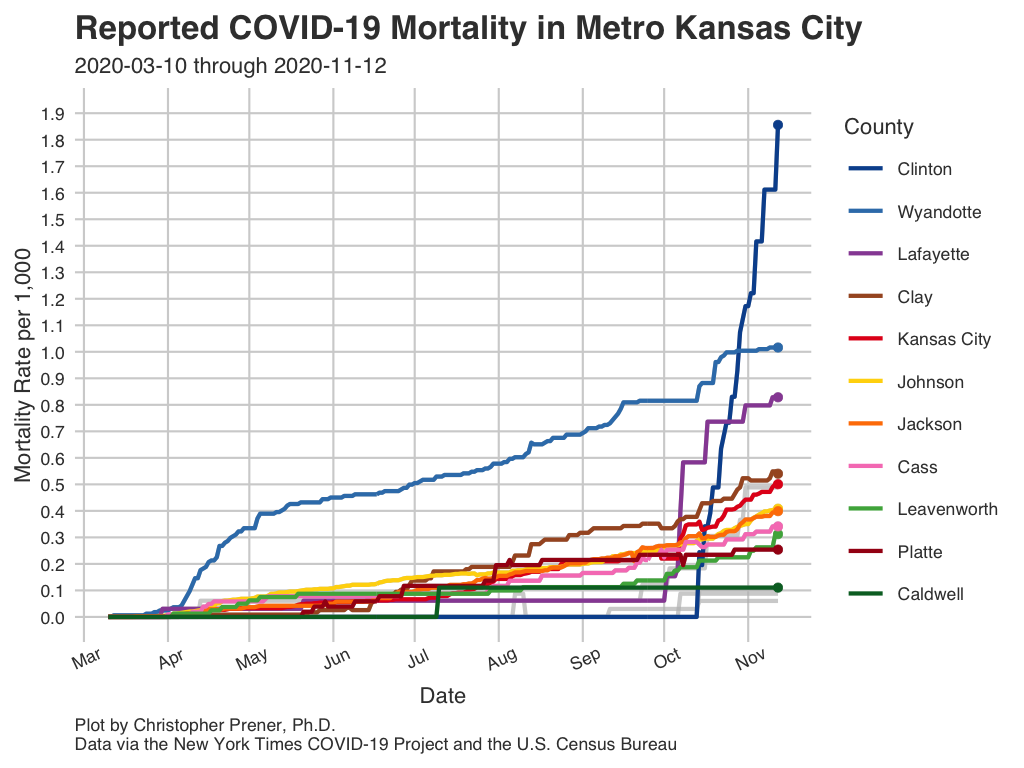 Reported COVID-19 Mortality in Metro Kansas City
2020-03-10 through 2020-11-12
Mortality Rate per 1,000
1.9
1.8
1.7
1.6
1.5
1.4
1.3
1.2
1.1
1.0
0.9
0.8
0.7
0.6
0.5
0.4
0.3
0.2
0.1
0.0
Mar
Apr
May
Jun
Jul
Aug
Sep
Oct
Nov
Date
County
Clinton
Wyandotte
Lafayette
Clay
Kansas City
Johnson
Jackson
Cass
Leavenworth
Platte
Caldwell
Plot by Christopher Prener, Ph.D.
Data via the New York Times COVID-19 Project and the U.S. Census Bureau